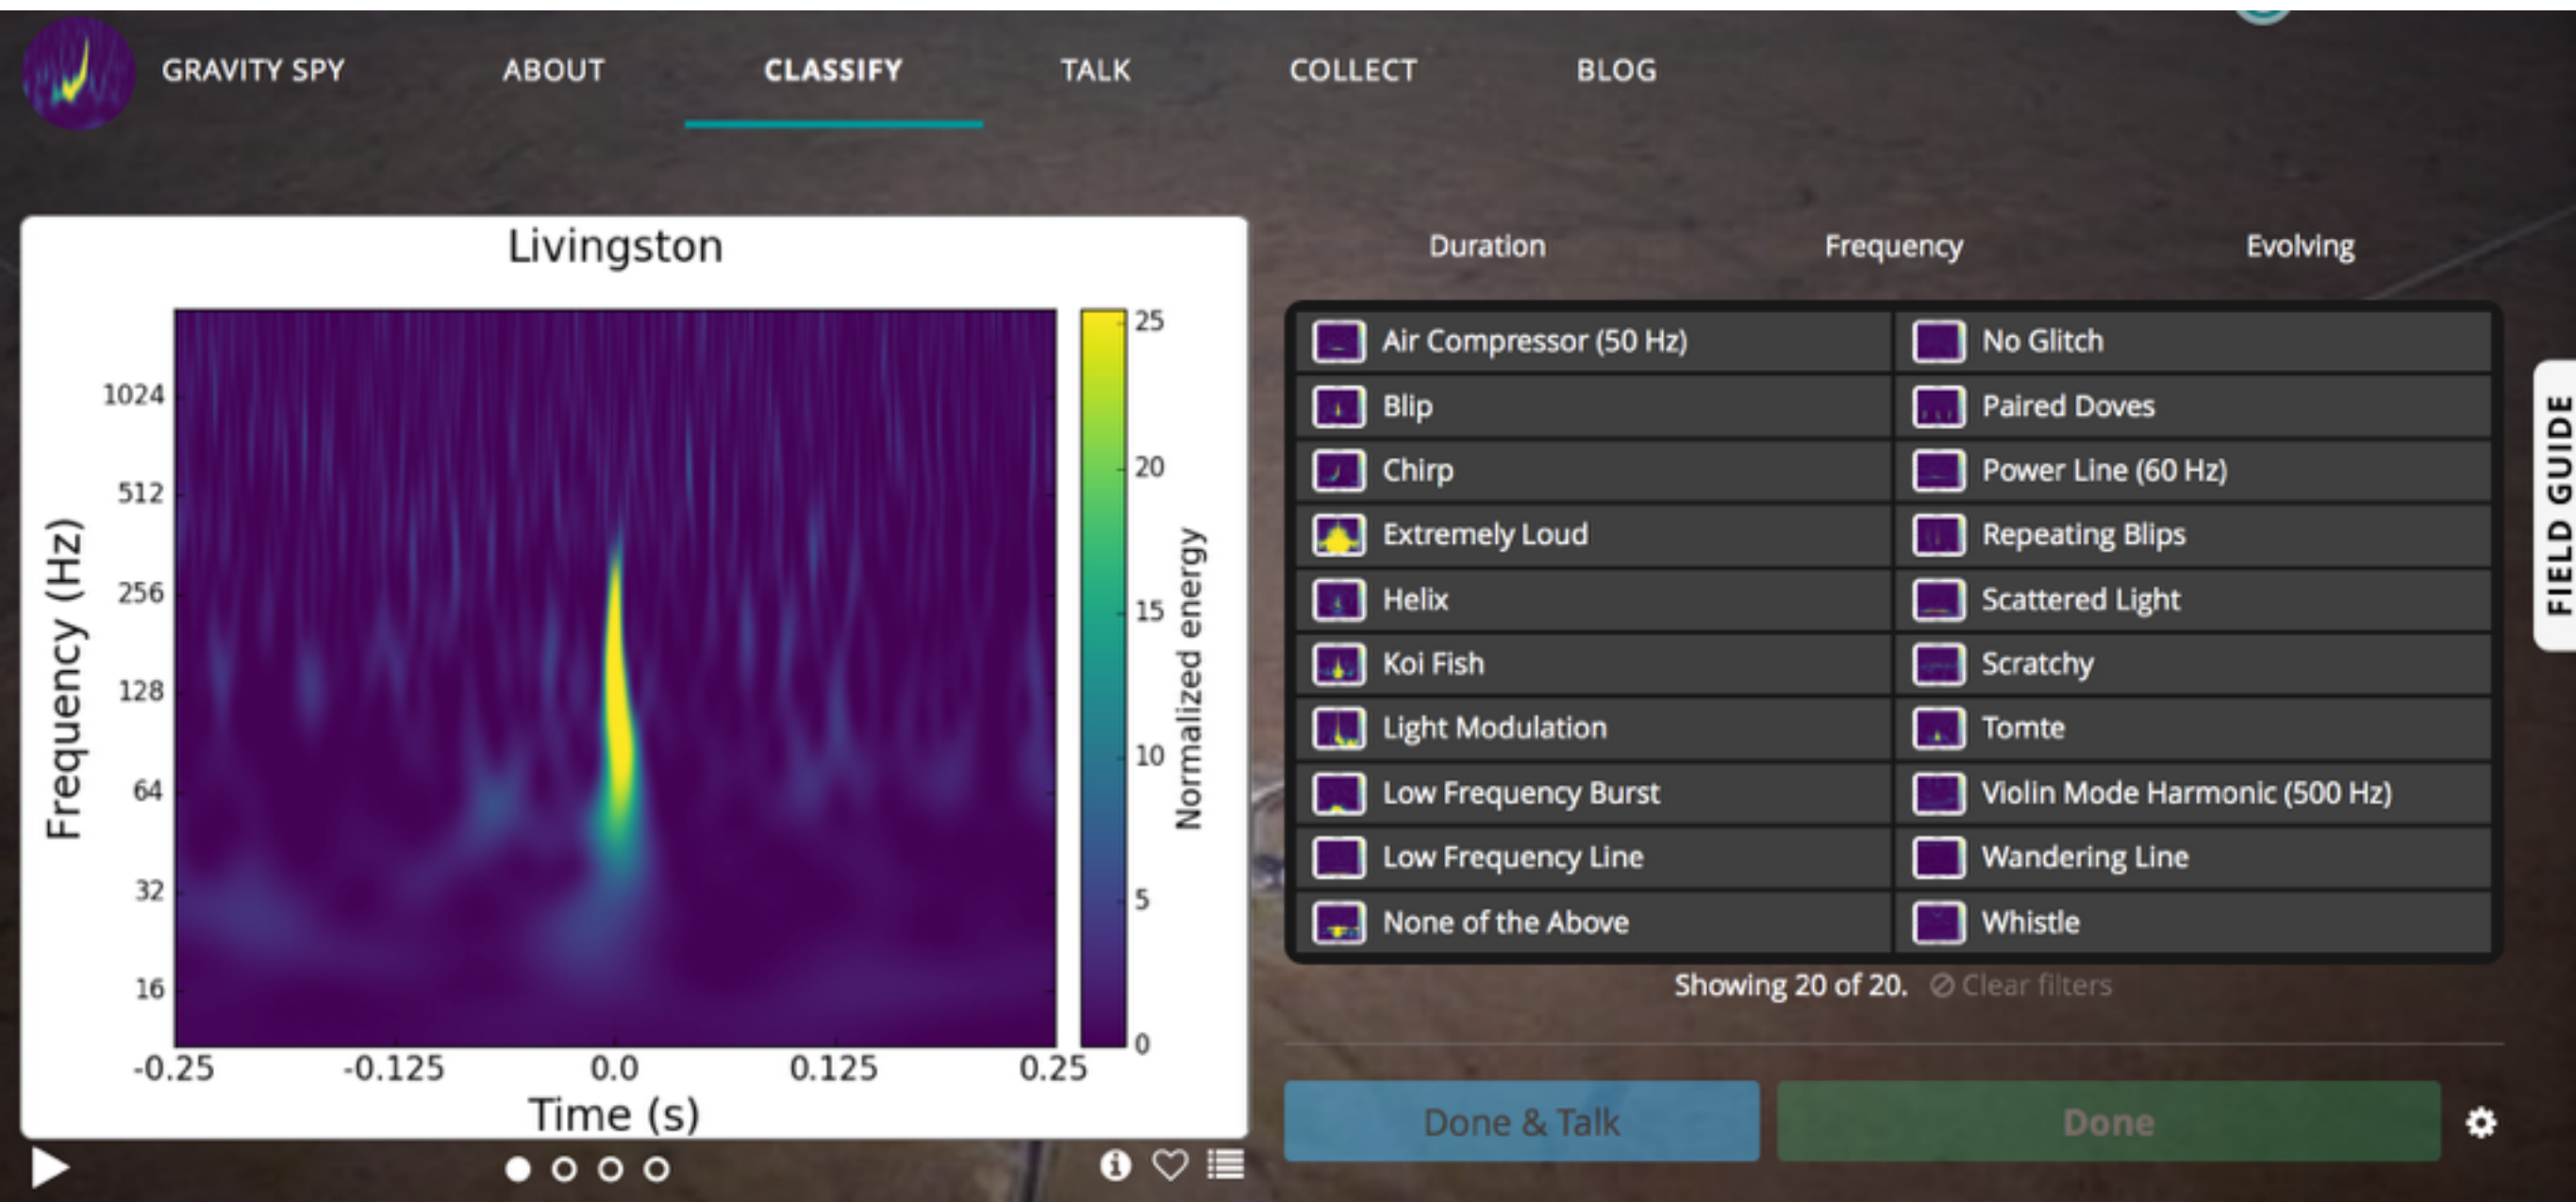 GRAVITY SPY ABOUT CLASSIFY TALK COLLECT BLOG
Livingston
Duration Frequency Evolving
1024
512
256
128
64
32
16
Frequency (Hz)
-0.25 -0.125 0.0 0.125 0.25
Time (s)
25
20
15
10
5
0
Normalized energy
Air Compressor (50 Hz)
Blip
Chirp
Extremely Loud
Helix
Koi Fish
Light Modulation
Low Frequency Burst
Low Frequency Line
None of the Above
No Glitch
Paired Doves
Power Line (60 Hz)
Repeating Blips
Scattered Light
Scratchy
Tomte
Violin Mode Harmonic (500 Hz)
Wandering Line
Whistle
Showing 20 of 20. Clear filters
Done & Talk Done
FIELD GUIDE